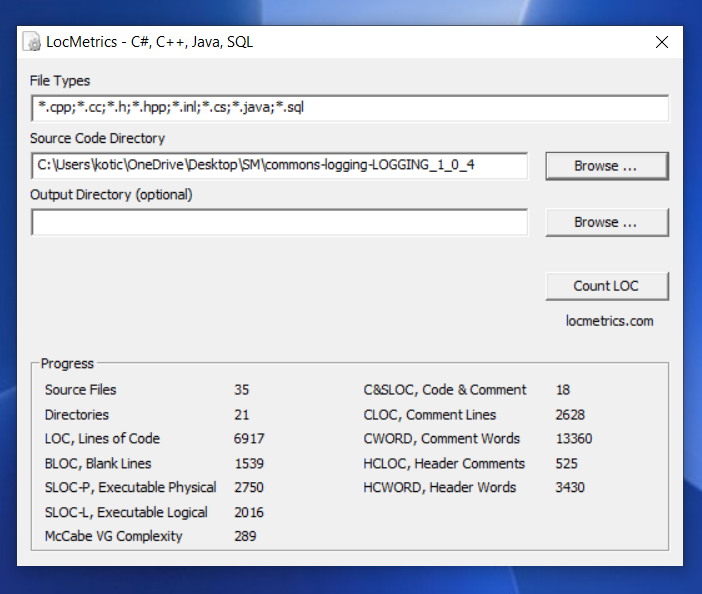 LocMetrics - C#, C++, Java, SQL
File Types
*.cpp;*.cc;*.h;*.hpp;*.inl;*.cs;*.java;*.sql
Source Code Directory
C:\Users\kotic\OneDrive\Desktop\SM\commons-logging-LOGGING_1_0_4
Browse ...
Output Directory (optional)
Browse ...
Count LOC
locmetrics.com
Progress
Source Files 35 C&SLOC, Code & Comment 18
Directories 21 CLOC, Comment Lines 2628
LOC, Lines of Code 6917 CWORD, Comment Words 13360
BLOC, Blank Lines 1539 HCLOC, Header Comments 525
SLOC-P, Executable Physical 2750 HCWORD, Header Words 3430
SLOC-L, Executable Logical 2016
McCabe VG Complexity 289